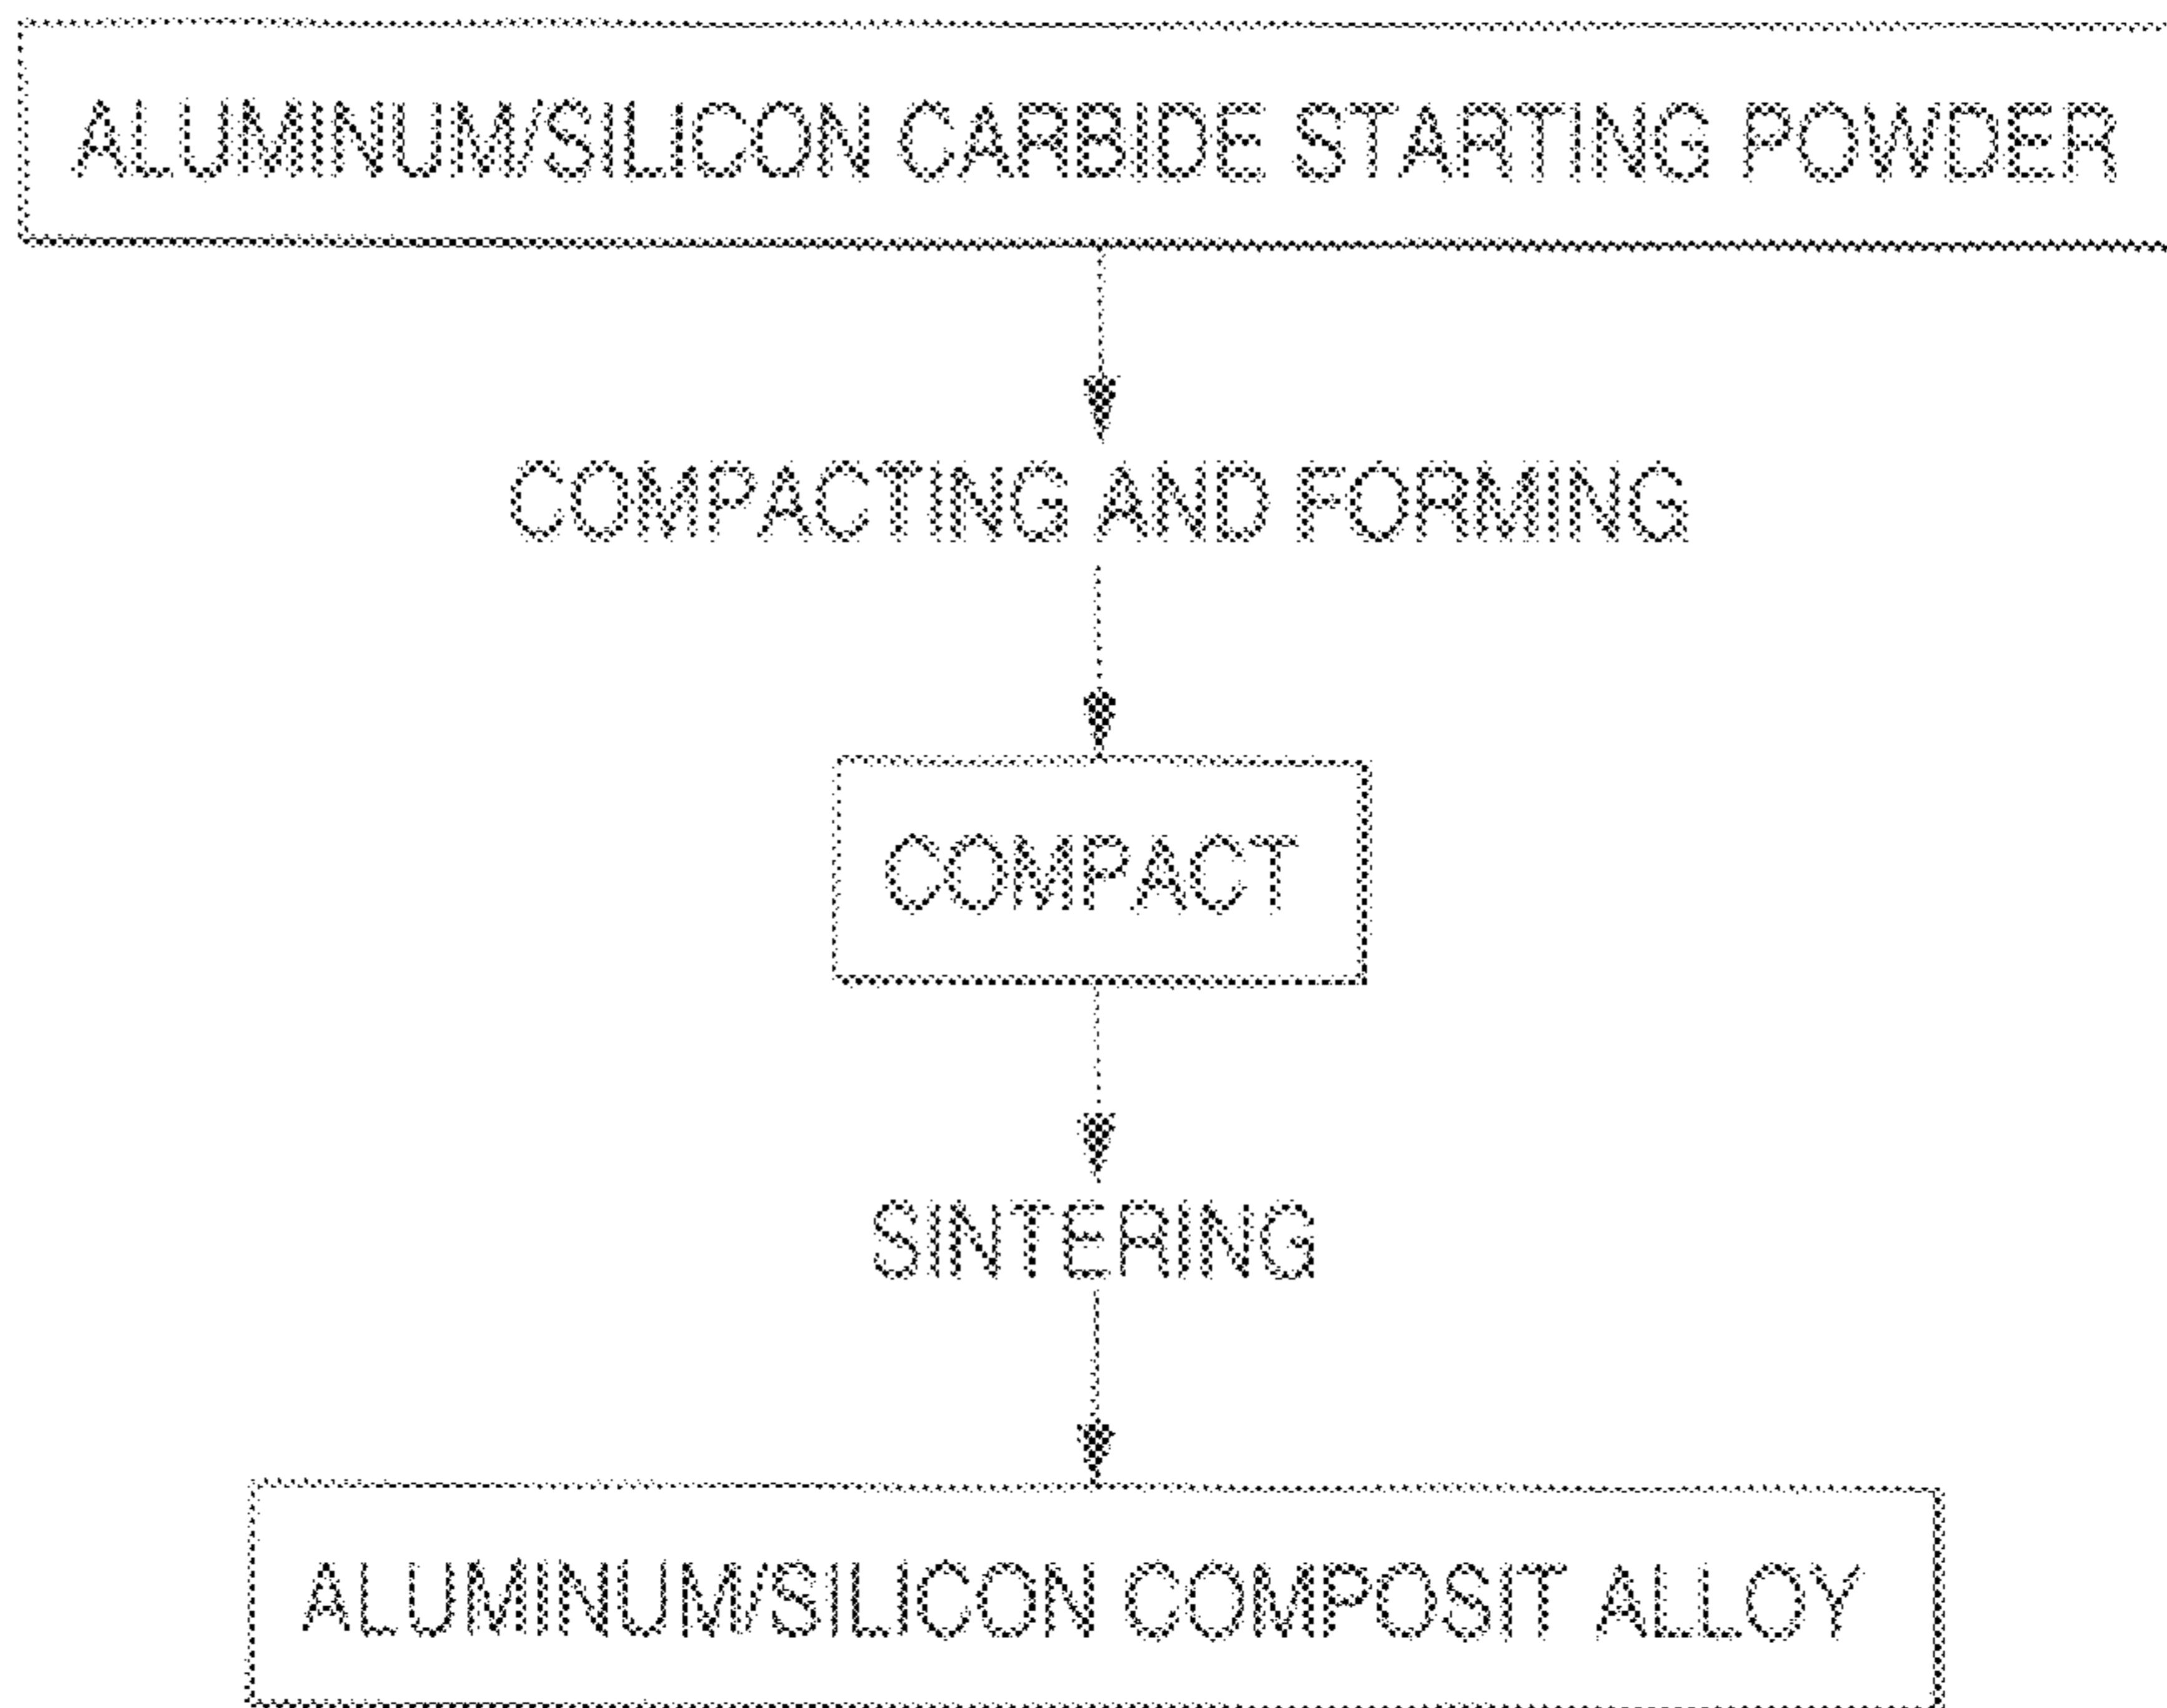 ALUMINUM/SILICON CARBIDE STARTING POWDER
COMPACTING AND FORMING
COMPACT
SINTERING
ALUMINUM/SILICON COMPOSIT ALLOY